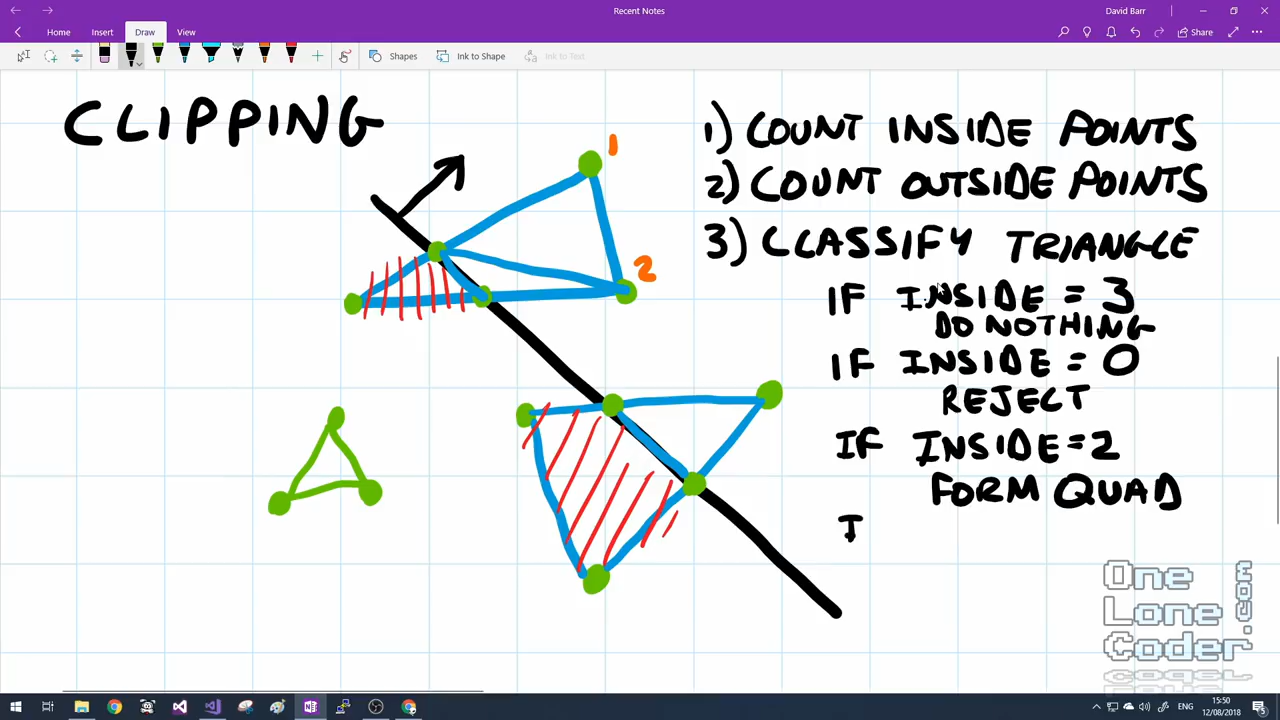 Recent Notes
David Barr
Home Insert Draw View
Share
Shapes Ink to Shape Ink to Text
CLIPPING
1
2
1) COUNT INSIDE POINTS
2) COUNT OUTSIDE POINTS
3) CLASSIFY TRIANGLE
IF INSIDE = 3
DO NOTHING
IF INSIDE = 0
REJECT
IF INSIDE = 2
FORM QUAD
I
One
Lone
Coder.com
ENG
15:50
12/08/2018
5